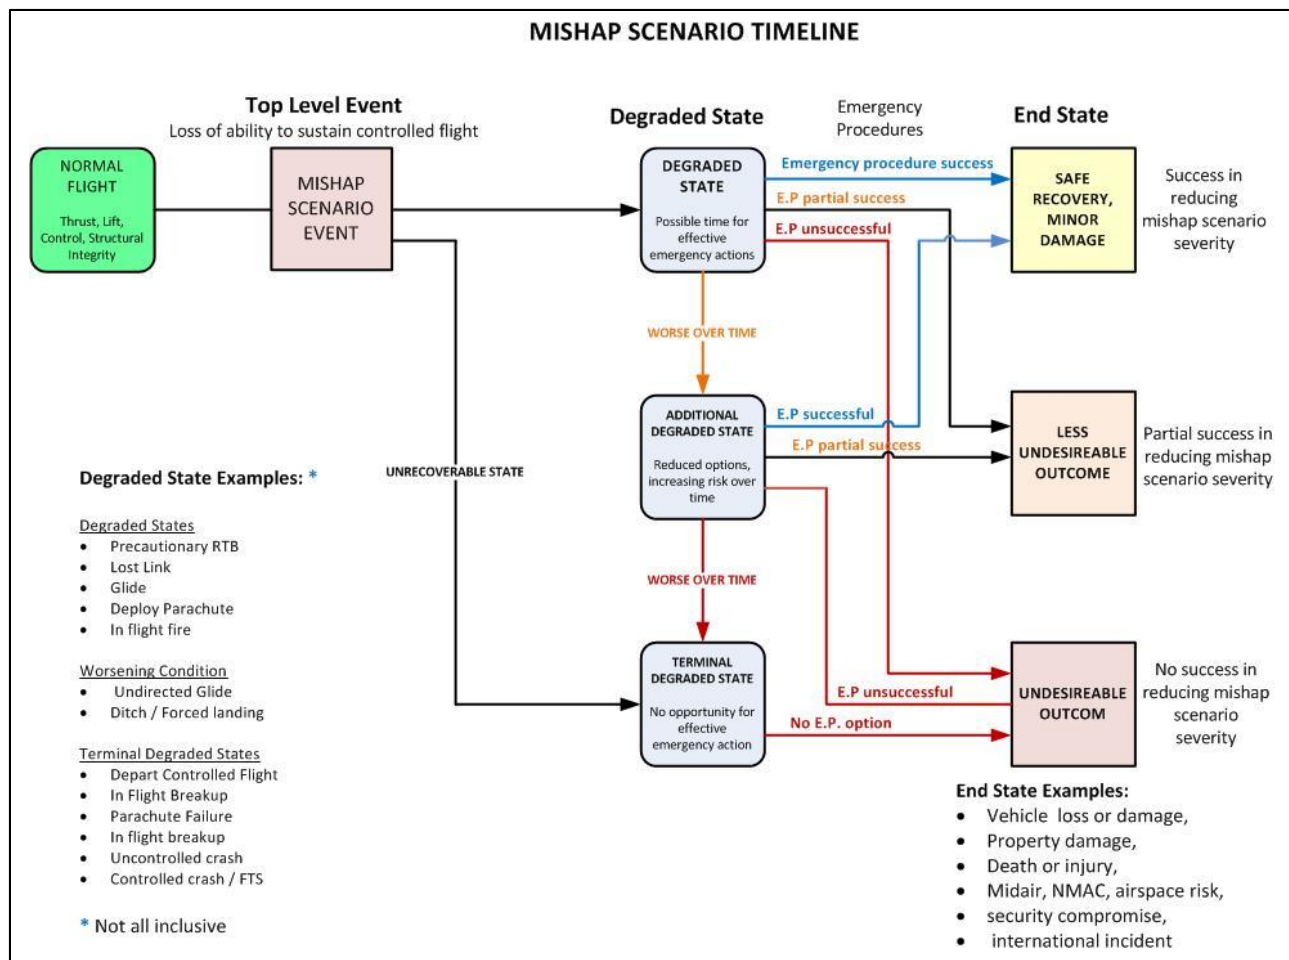 MISHAP SCENARIO TIMELINE
Top Level Event
Loss of ability to sustain controlled flight
Degraded State
Emergency
Procedures
End State
NORMAL
FLIGHT
Thrust, Lift,
Control, Structural
Integrity
MISHAP
SCENARIO
EVENT
DEGRADED
STATE
Possible time for
effective
emergency actions
Emergency procedure success
E.P partial success
E.P unsuccessful
SAFE
RECOVERY,
MINOR
DAMAGE
Success in
reducing
mishap scenario
severity
WORSE OVER TIME
ADDITIONAL
DEGRADED STATE
Reduced options,
increasing risk over
time
E.P successful
E.P partial success
LESS
UNDESIREABLE
OUTCOME
Partial success in
reducing mishap
scenario severity
UNRECOVERABLE STATE
WORSE OVER TIME
TERMINAL
DEGRADED STATE
No opportunity for
effective
emergency action
E.P unsuccessful
No E.P. option
UNDESIREABLE
OUTCOM
No success in
reducing mishap
scenario
severity
Degraded State Examples: *
Degraded States
• Precautionary RTB
• Lost Link
• Glide
• Deploy Parachute
• In flight fire
Worsening Condition
• Undirected Glide
• Ditch / Forced landing
Terminal Degraded States
• Depart Controlled Flight
• In Flight Breakup
• Parachute Failure
• In flight breakup
• Uncontrolled crash
• Controlled crash / FTS
* Not all inclusive
End State Examples:
• Vehicle loss or damage,
• Property damage,
• Death or injury,
• Midair, NMAC, airspace risk,
• security compromise,
• international incident